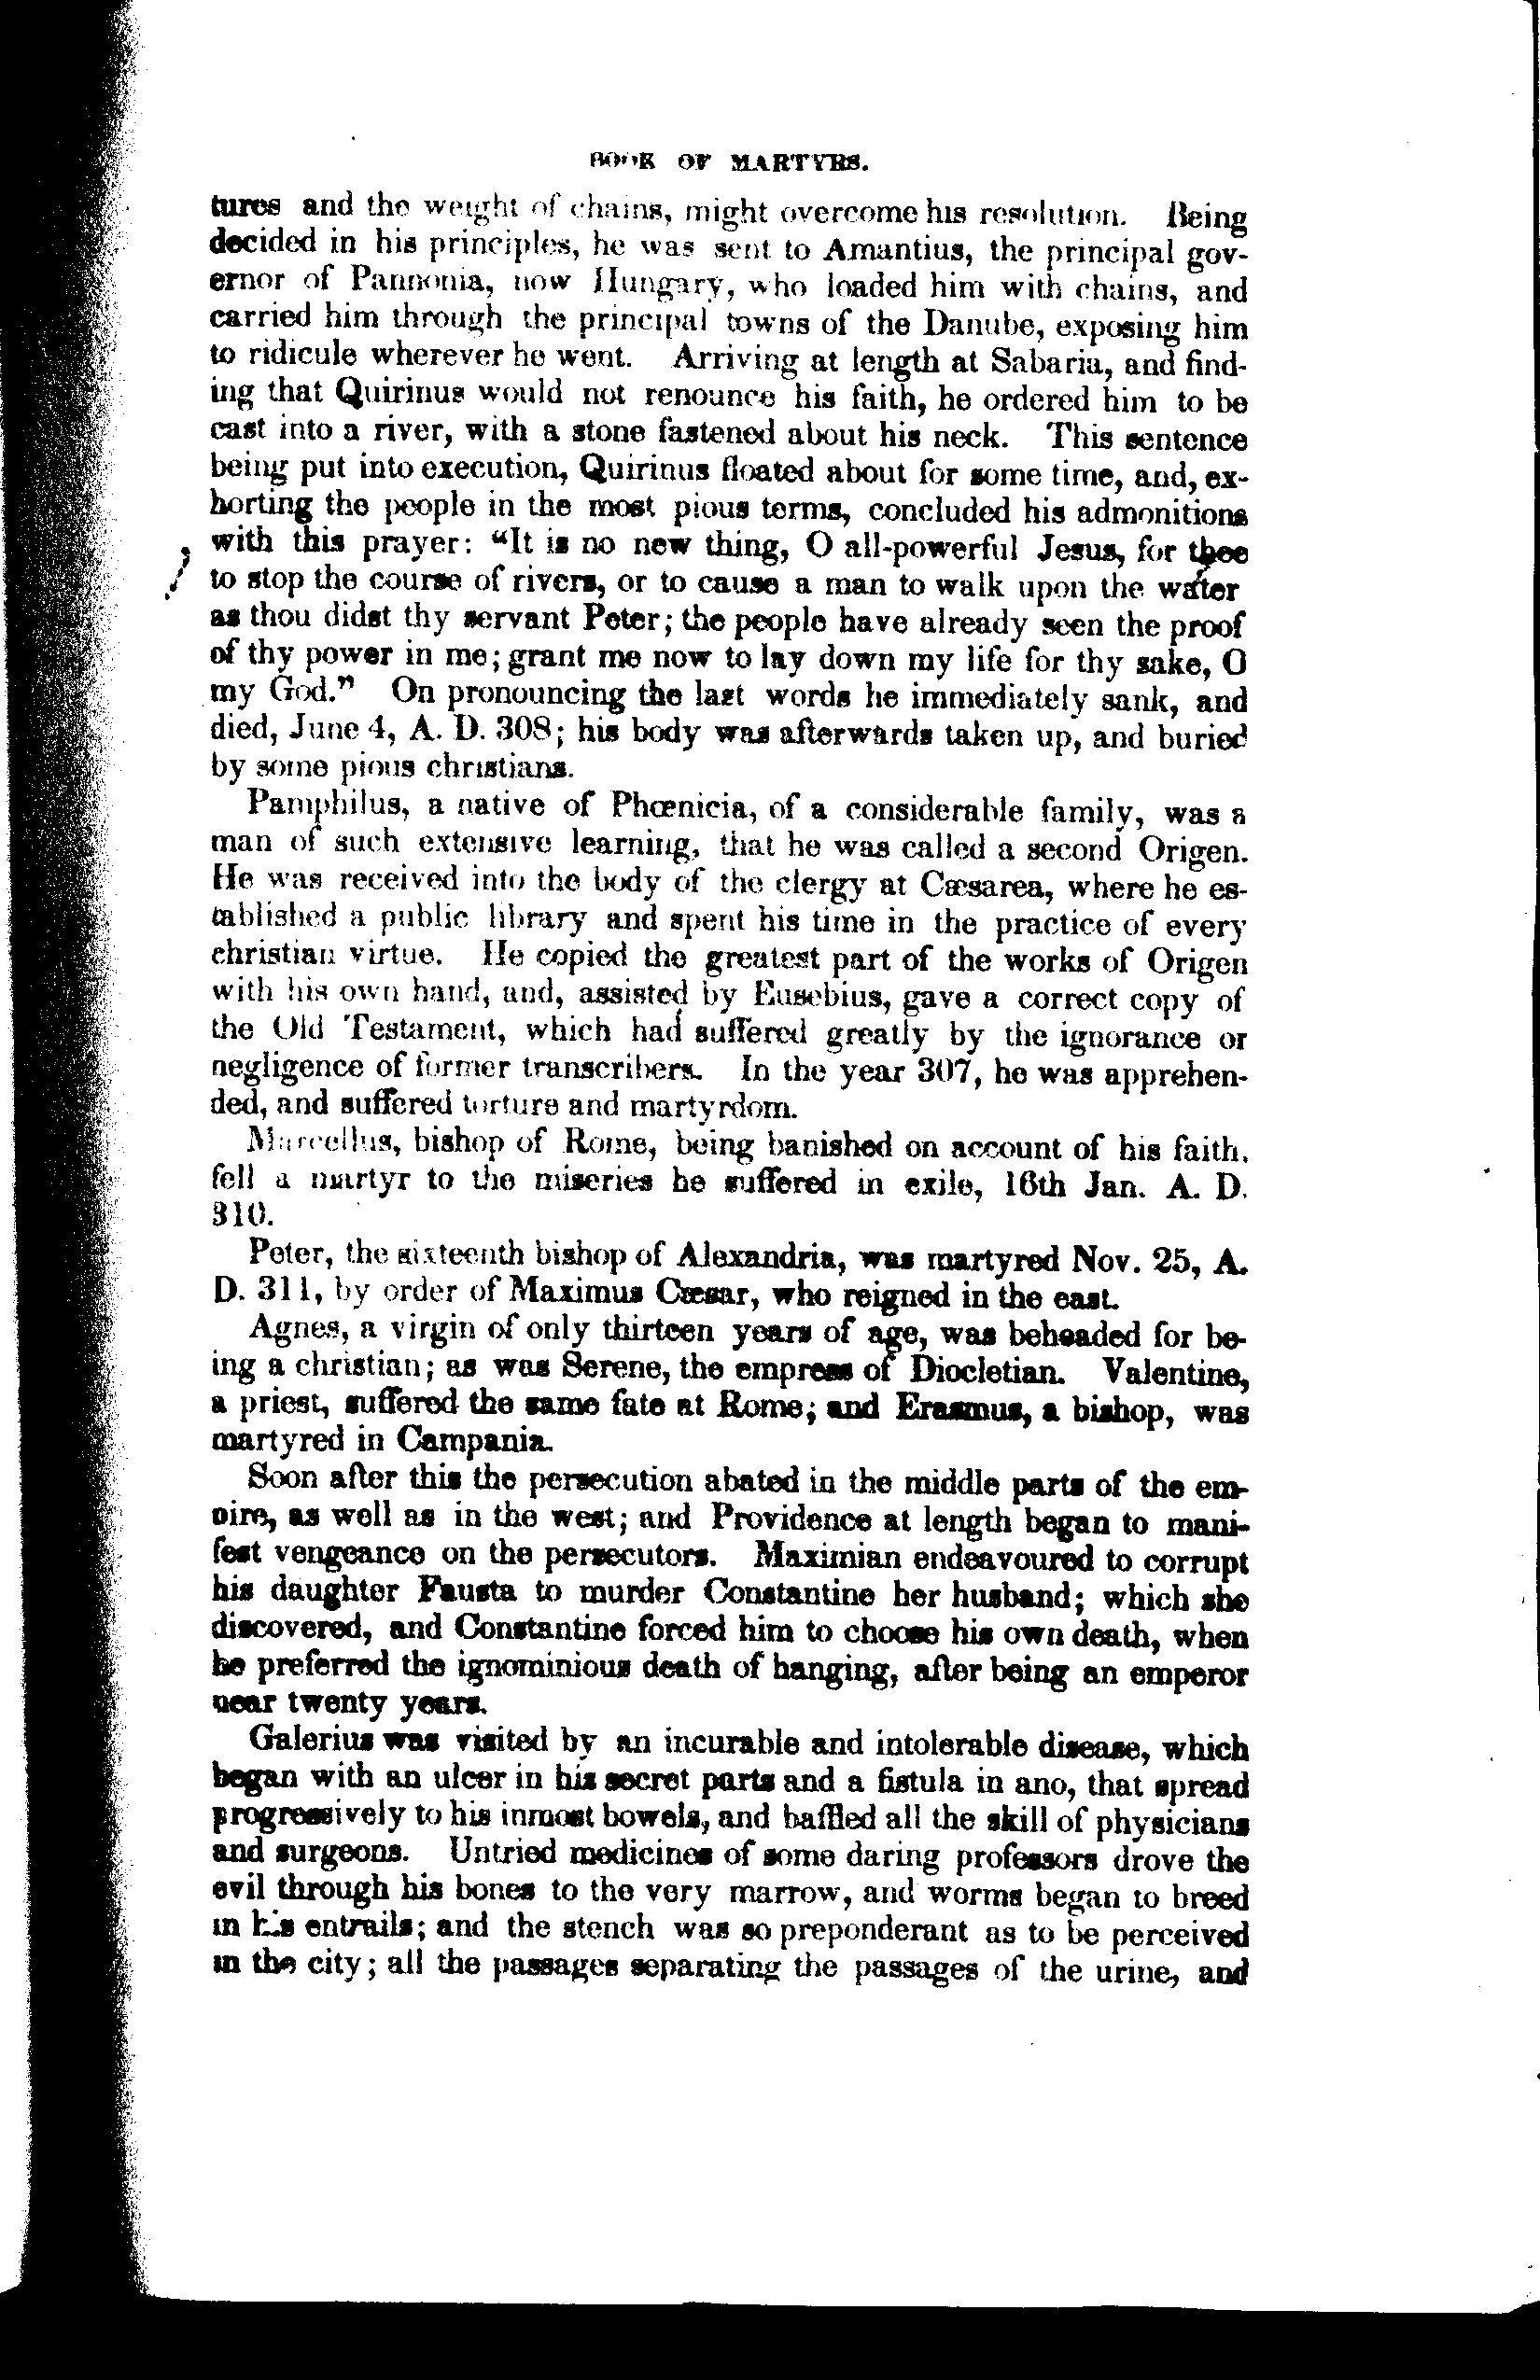 BOOK OF MARTYRS.
tures and the weight of chains, might overcome his resolution. Being
decided in his principles, he was sent to Amantius, the principal gov-
ernor of Pannonia, now Hungary, who loaded him with chains, and
carried him through the principal towns of the Danube, exposing him
to ridicule wherever he went. Arriving at length at Sabaria, and find-
ing that Quirinus would not renounce his faith, he ordered him to be
cast into a river, with a stone fastened about his neck. This sentence
being put into execution, Quirinus floated about for some time, and, ex-
horting the people in the most pious terms, concluded his admonitions
with this prayer: "It is no new thing, O all-powerful Jesus, for thee
to stop the course of rivers, or to cause a man to walk upon the water
as thou didst thy servant Peter; the people have already seen the proof
of thy power in me; grant me now to lay down my life for thy sake, O
my God." On pronouncing the last words he immediately sank, and
died, June 4, A. D. 308; his body was afterwards taken up, and buried
by some pious christians.
Pamphilus, a native of Phœnicia, of a considerable family, was a
man of such extensive learning, that he was called a second Origen.
He was received into the body of the clergy at Cæsarea, where he es-
tablished a public library and spent his time in the practice of every
christian virtue. He copied the greatest part of the works of Origen
with his own hand, and, assisted by Eusebius, gave a correct copy of
the Old Testament, which had suffered greatly by the ignorance or
negligence of former transcribers. In the year 307, he was apprehen-
ded, and suffered torture and martyrdom.
Marcellus, bishop of Rome, being banished on account of his faith,
fell a martyr to the miseries he suffered in exile, 16th Jan. A. D.
310.
Peter, the sixteenth bishop of Alexandria, was martyred Nov. 25, A.
D. 311, by order of Maximus Cæsar, who reigned in the east.
Agnes, a virgin of only thirteen years of age, was beheaded for be-
ing a christian; as was Serene, the empress of Diocletian. Valentine,
a priest, suffered the same fate at Rome; and Erasmus, a bishop, was
martyred in Campania.
Soon after this the persecution abated in the middle parts of the em-
pire, as well as in the west; and Providence at length began to mani-
fest vengeance on the persecutors. Maximian endeavoured to corrupt
his daughter Fausta to murder Constantine her husband; which she
discovered, and Constantine forced him to choose his own death, when
he preferred the ignominious death of hanging, after being an emperor
near twenty years.
Galerius was visited by an incurable and intolerable disease, which
began with an ulcer in his secret parts and a fistula in ano, that spread
progressively to his inmost bowels, and baffled all the skill of physicians
and surgeons. Untried medicines of some daring professors drove the
evil through his bones to the very marrow, and worms began to breed
in his entrails; and the stench was so preponderant as to be perceived
in the city; all the passages separating the passages of the urine, and